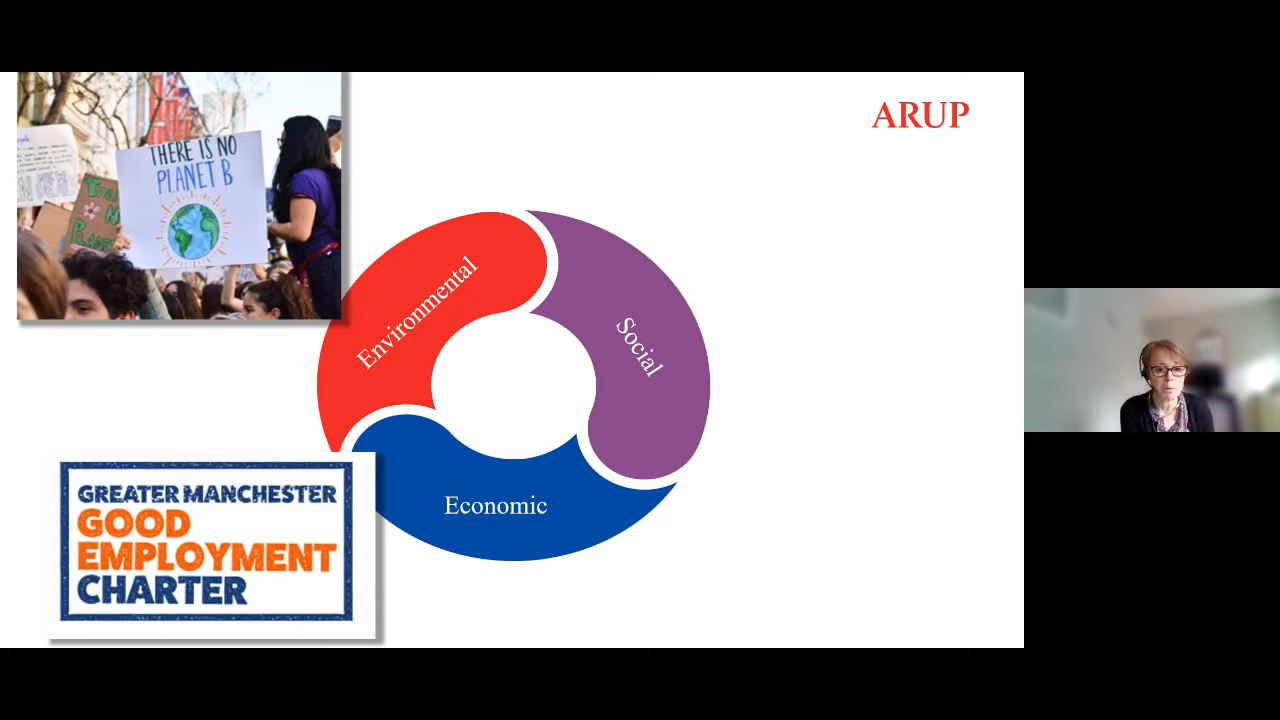 ARUP
THERE IS NO
PLANET B
Environmental
Social
Economic
GREATER MANCHESTER
GOOD
EMPLOYMENT
CHARTER